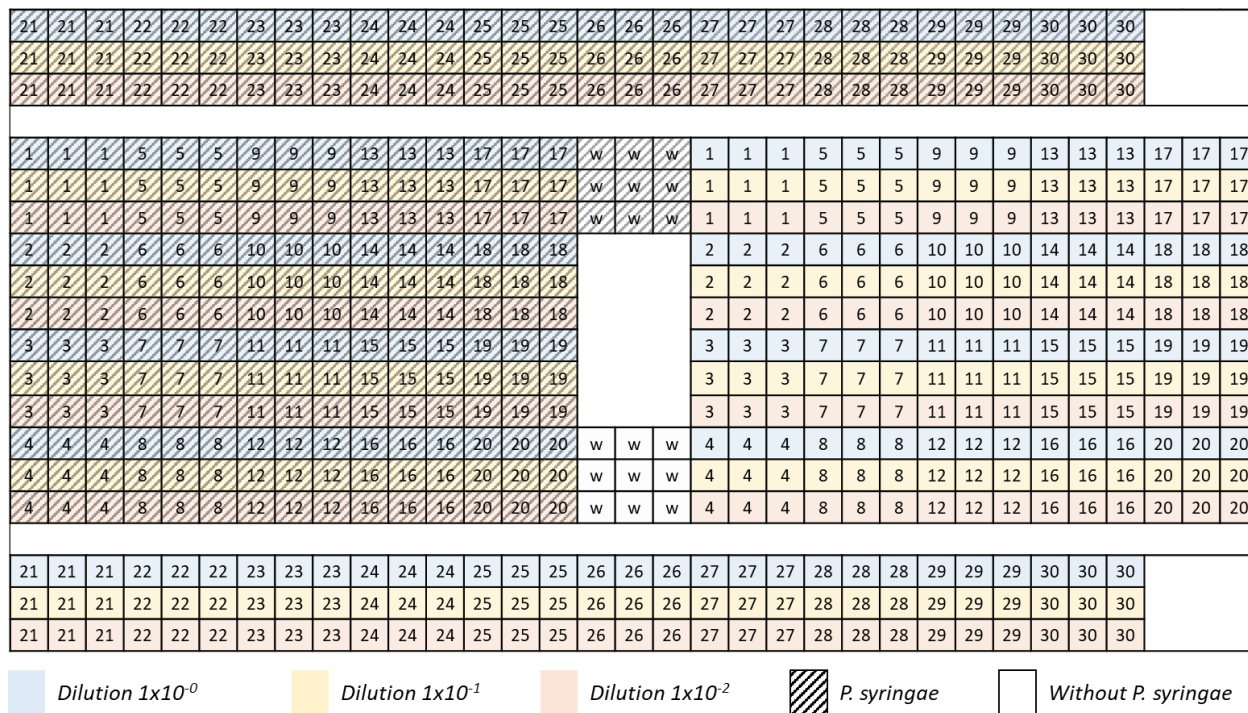 21 21 21 22 22 22 23 23 23 24 24 24 25 25 25 26 26 26 27 27 27 28 28 28 29 29 29 30 30 30
21 21 21 22 22 22 23 23 23 24 24 24 25 25 25 26 26 26 27 27 27 28 28 28 29 29 29 30 30 30
21 21 21 22 22 22 23 23 23 24 24 24 25 25 25 26 26 26 27 27 27 28 28 28 29 29 29 30 30 30
1 1 1 5 5 5 9 9 9 13 13 13 17 17 17 w w w 1 1 1 5 5 5 9 9 9 13 13 13 17 17 17
1 1 1 5 5 5 9 9 9 13 13 13 17 17 17 w w w 1 1 1 5 5 5 9 9 9 13 13 13 17 17 17
1 1 1 5 5 5 9 9 9 13 13 13 17 17 17 w w w 1 1 1 5 5 5 9 9 9 13 13 13 17 17 17
2 2 2 6 6 6 10 10 10 14 14 14 18 18 18 2 2 2 6 6 6 10 10 10 14 14 14 18 18 18
2 2 2 6 6 6 10 10 10 14 14 14 18 18 18 2 2 2 6 6 6 10 10 10 14 14 14 18 18 18
2 2 2 6 6 6 10 10 10 14 14 14 18 18 18 2 2 2 6 6 6 10 10 10 14 14 14 18 18 18
3 3 3 7 7 7 11 11 11 15 15 15 19 19 19 3 3 3 7 7 7 11 11 11 15 15 15 19 19 19
3 3 3 7 7 7 11 11 11 15 15 15 19 19 19 3 3 3 7 7 7 11 11 11 15 15 15 19 19 19
3 3 3 7 7 7 11 11 11 15 15 15 19 19 19 3 3 3 7 7 7 11 11 11 15 15 15 19 19 19
4 4 4 8 8 8 12 12 12 16 16 16 20 20 20 w w w 4 4 4 8 8 8 12 12 12 16 16 16 20 20 20
4 4 4 8 8 8 12 12 12 16 16 16 20 20 20 w w w 4 4 4 8 8 8 12 12 12 16 16 16 20 20 20
4 4 4 8 8 8 12 12 12 16 16 16 20 20 20 w w w 4 4 4 8 8 8 12 12 12 16 16 16 20 20 20
21 21 21 22 22 22 23 23 23 24 24 24 25 25 25 26 26 26 27 27 27 28 28 28 29 29 29 30 30 30
21 21 21 22 22 22 23 23 23 24 24 24 25 25 25 26 26 26 27 27 27 28 28 28 29 29 29 30 30 30
21 21 21 22 22 22 23 23 23 24 24 24 25 25 25 26 26 26 27 27 27 28 28 28 29 29 29 30 30 30
Dilution 1x10⁻⁰ Dilution 1x10⁻¹ Dilution 1x10⁻² P. syringae Without P. syringae